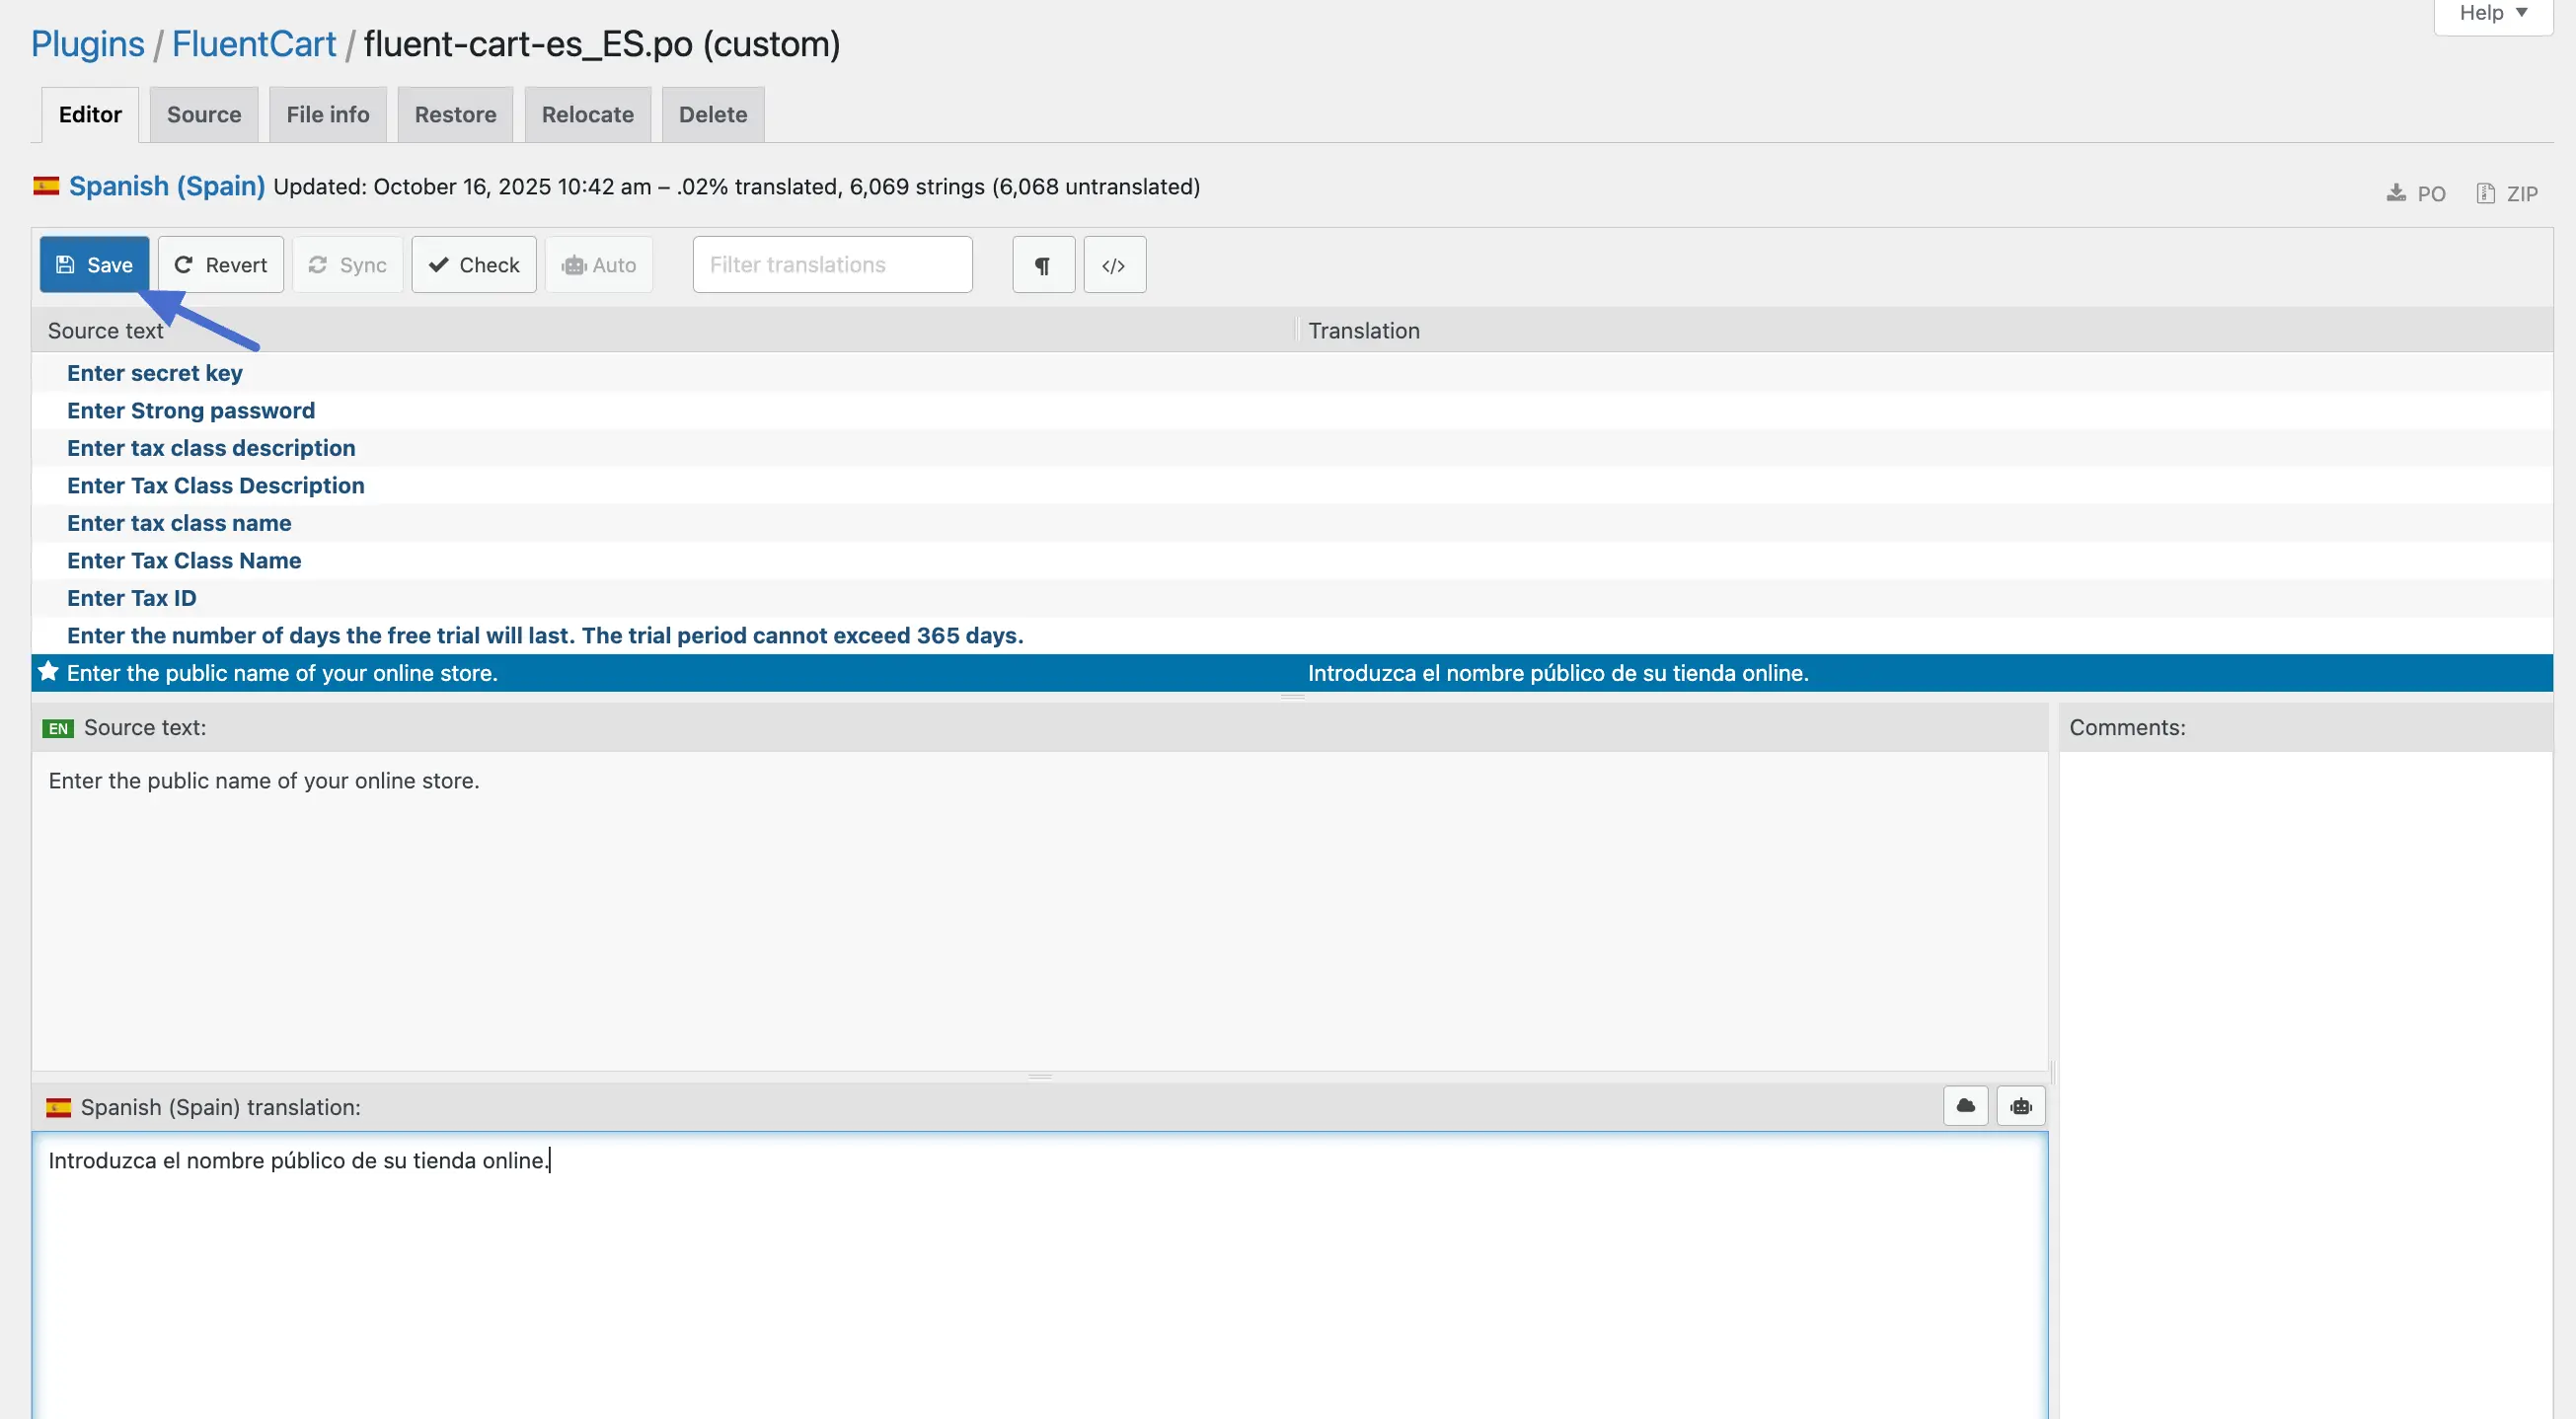 Help ▼
Plugins / FluentCart / fluent-cart-es_ES.po (custom)
Editor Source File info Restore Relocate Delete
Spanish (Spain) Updated: October 16, 2025 10:42 am – .02% translated, 6,069 strings (6,068 untranslated)
PO ZIP
Save Revert Sync Check Auto Filter translations ¶ </>
Source text Translation
Enter secret key
Enter Strong password
Enter tax class description
Enter Tax Class Description
Enter tax class name
Enter Tax Class Name
Enter Tax ID
Enter the number of days the free trial will last. The trial period cannot exceed 365 days.
★ Enter the public name of your online store. Introduzca el nombre público de su tienda online.
EN Source text:
Comments:
Enter the public name of your online store.
Spanish (Spain) translation:
Introduzca el nombre público de su tienda online.